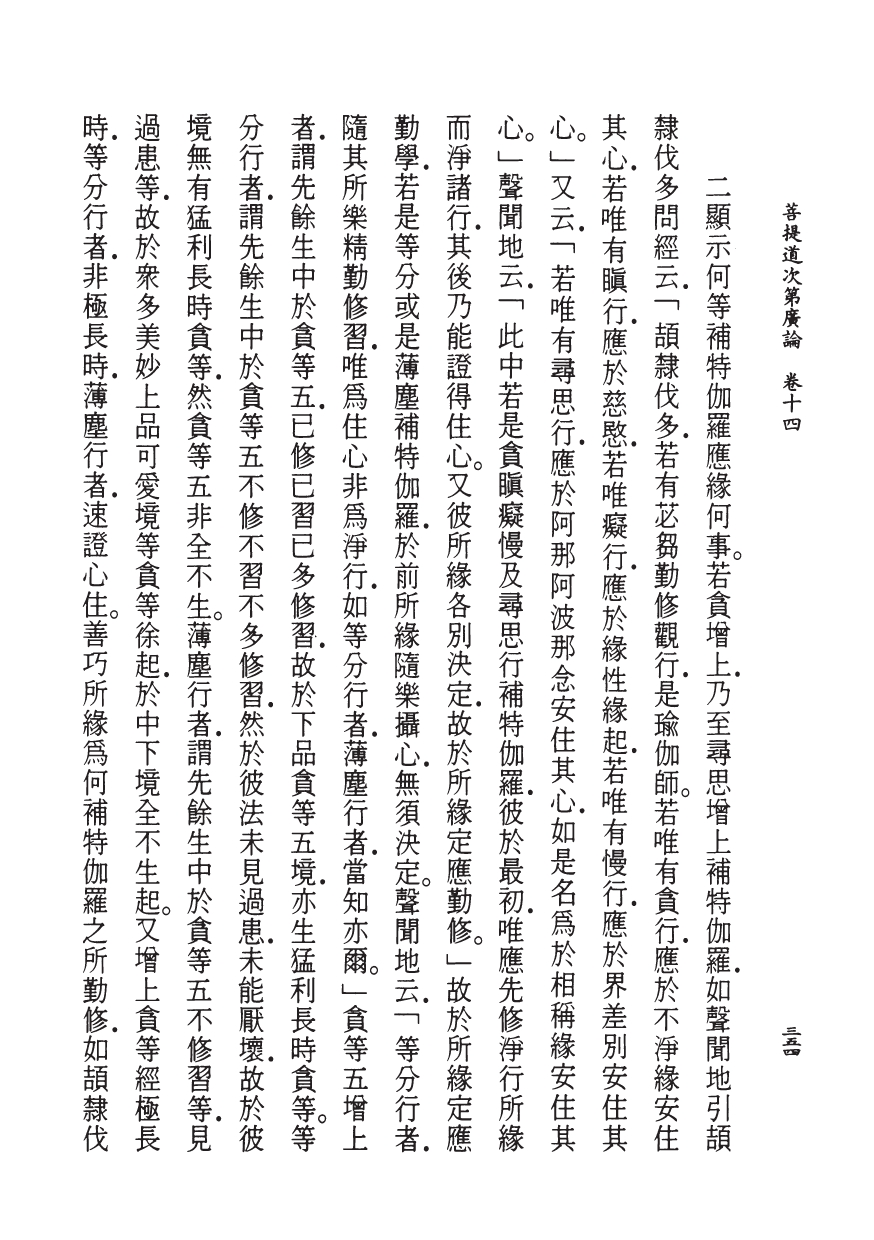 菩提道次第廣論　卷十四
三五四
二顯示何等補特伽羅應緣何事。若貪增上．乃至尋思增上補特伽羅．如聲聞地引頡
隸伐多問經云．「頡隸伐多．若有苾芻勤修觀行．是瑜伽師。若唯有貪行．應於不淨緣安住
其心．若唯有瞋行．應於慈愍．若唯癡行．應於緣性緣起．若唯有慢行．應於界差別安住其
心。」又云．「若唯有尋思行．應於阿那阿波那念安住其心．如是名爲於相稱緣安住其
心。」聲聞地云．「此中若是貪瞋癡慢及尋思行補特伽羅．彼於最初．唯應先修淨行所緣
而淨諸行．其後乃能證得住心。又彼所緣各別決定．故於所緣定應勤修。」故於所緣定應
勤學．若是等分或是薄塵補特伽羅．於前所緣隨樂攝心．無須決定。聲聞地云．「等分行者．
隨其所樂精勤修習．唯爲住心非爲淨行．如等分行者．薄塵行者．當知亦爾。」貪等五增上
者．謂先餘生中於貪等五．已修已習已多修習．故於下品貪等五境．亦生猛利長時貪等。等
分行者．謂先餘生中於貪等五不修不習不多修習．然於彼法未見過患．未能厭壞．故於彼
境無有猛利長時貪等．然貪等五非全不生。薄塵行者．謂先餘生中於貪等五不修習等．見
過患等．故於衆多美妙上品可愛境等貪等徐起．於中下境全不生起。又增上貪等經極長
時．等分行者．非極長時．薄塵行者．速證心住。善巧所緣爲何補特伽羅之所勤修．如頡隸伐